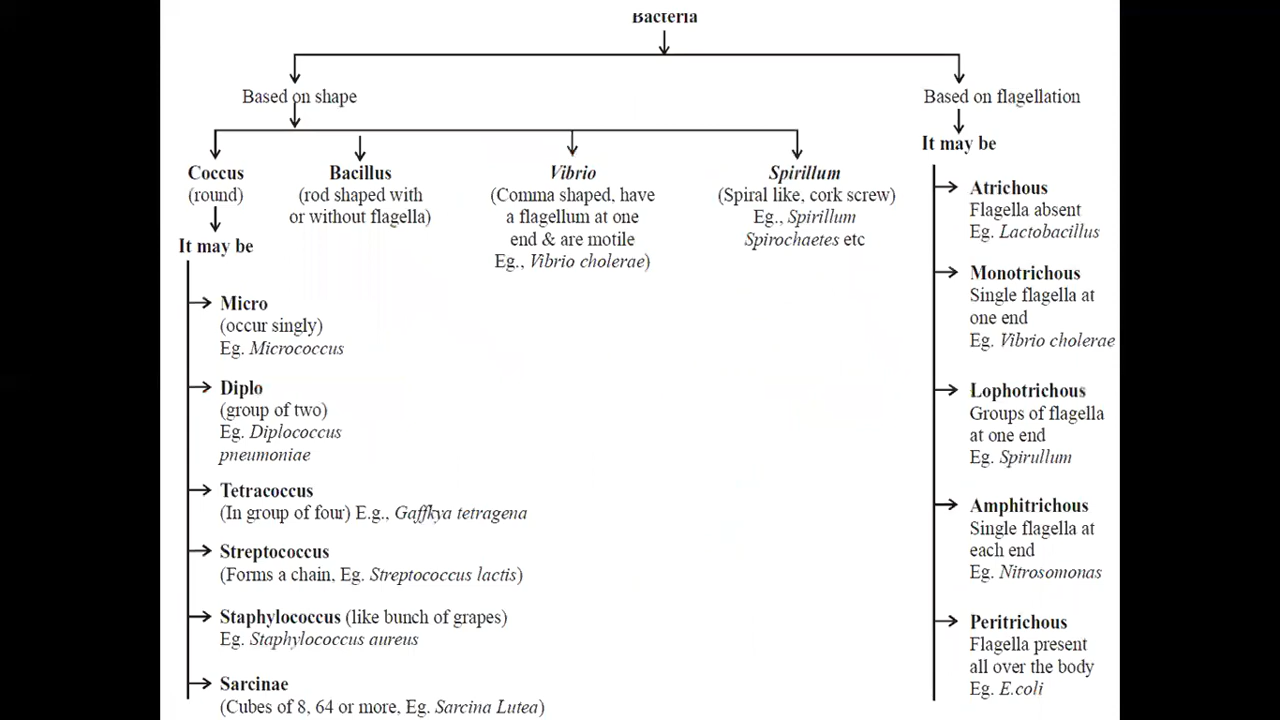 Bacteria
Based on shape
Based on flagellation
Coccus
(round)
It may be
Micro
(occur singly)
Eg. Micrococcus
Diplo
(group of two)
Eg. Diplococcus
pneumoniae
Tetracoccus
(In group of four) E.g., Gaffkya tetragena
Streptococcus
(Forms a chain, Eg. Streptococcus lactis)
Staphylococcus (like bunch of grapes)
Eg. Staphylococcus aureus
Sarcinae
(Cubes of 8, 64 or more, Eg. Sarcina Lutea)
Bacillus
(rod shaped with
or without flagella)
Vibrio
(Comma shaped, have
a flagellum at one
end & are motile
Eg., Vibrio cholerae)
Spirillum
(Spiral like, cork screw)
Eg., Spirillum
Spirochaetes etc
It may be
Atrichous
Flagella absent
Eg. Lactobacillus
Monotrichous
Single flagella at
one end
Eg. Vibrio cholerae
Lophotrichous
Groups of flagella
at one end
Eg. Spirullum
Amphitrichous
Single flagella at
each end
Eg. Nitrosomonas
Peritrichous
Flagella present
all over the body
Eg. E.coli